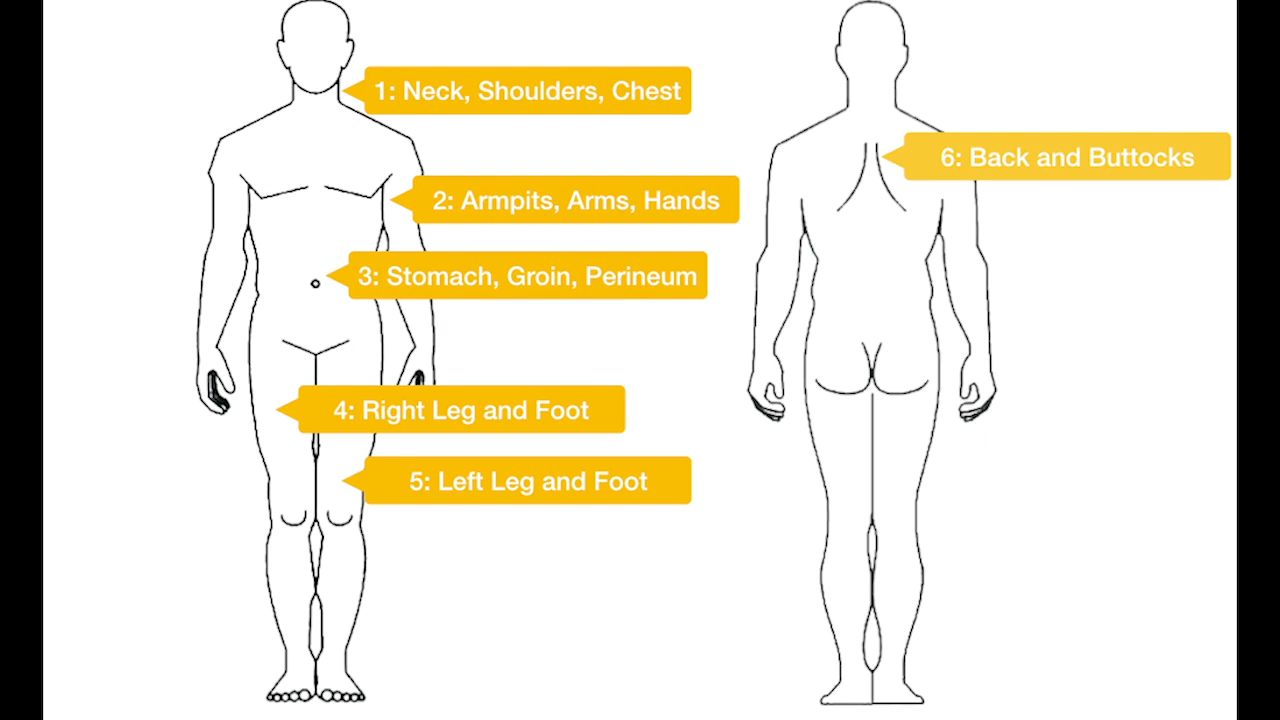 1: Neck, Shoulders, Chest
6: Back and Buttocks
2: Armpits, Arms, Hands
3: Stomach, Groin, Perineum
4: Right Leg and Foot
5: Left Leg and Foot